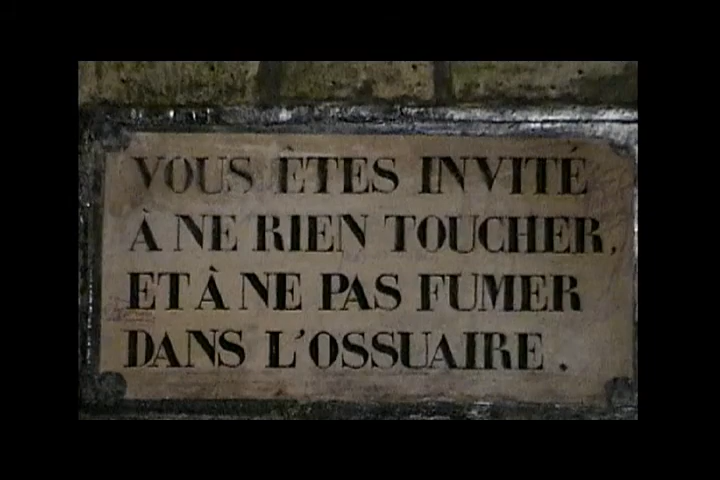 VOUS ÊTES INVITÉ
À NE RIEN TOUCHER,
ET À NE PAS FUMER
DANS L'OSSUAIRE.